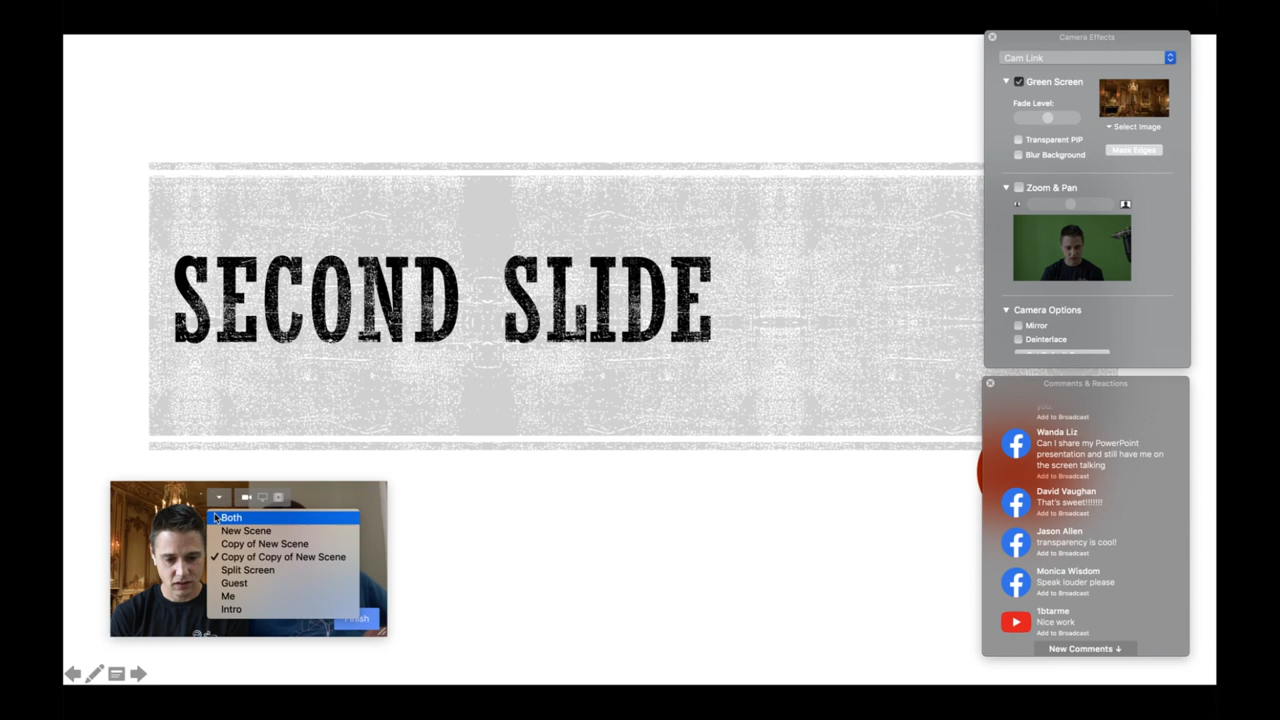 SECOND SLIDE
Camera Effects
Cam Link
Green Screen
Fade Level:
Select Image
Transparent PIP
Blur Background
Mask Edges
Zoom & Pan
Camera Options
Mirror
Deinterlace
Comments & Reactions
you.
Add to Broadcast
Wanda Liz
Can I share my PowerPoint
presentation and still have me on
the screen talking
Add to Broadcast
David Vaughan
That's sweet!!!!!!!
Add to Broadcast
Jason Allen
transparency is cool!
Add to Broadcast
Monica Wisdom
Speak louder please
Add to Broadcast
1btarme
Nice work
Add to Broadcast
New Comments ↓
Both
New Scene
Copy of New Scene
✓ Copy of Copy of New Scene
Split Screen
Guest
Me
Intro
Finish